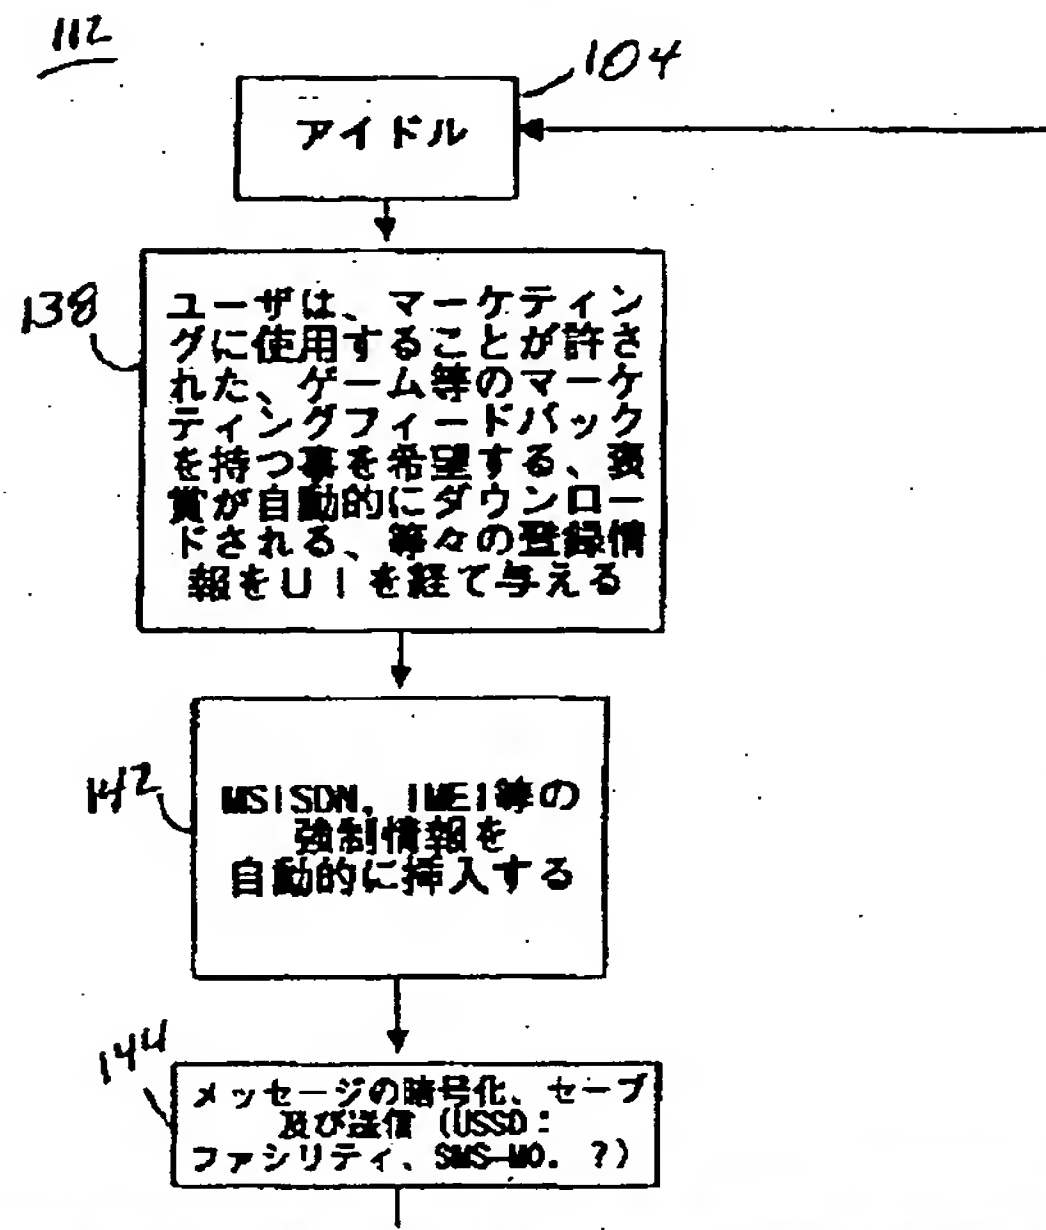 112
104
アイドル
138
ユーザは、マーケティン
グに使用することが許さ
れた、ゲーム等のマーケ
ティングフィードバック
を持つ事を希望する、褒
賞が自動的にダウンロー
ドされる、等々の登録情
報をUIを経て与える
142
MSISDN, IMEI等の
強制情報を
自動的に挿入する
144
メッセージの暗号化、セーブ
及び送信 (USSD:
ファシリティ、SMS-MO. ?)